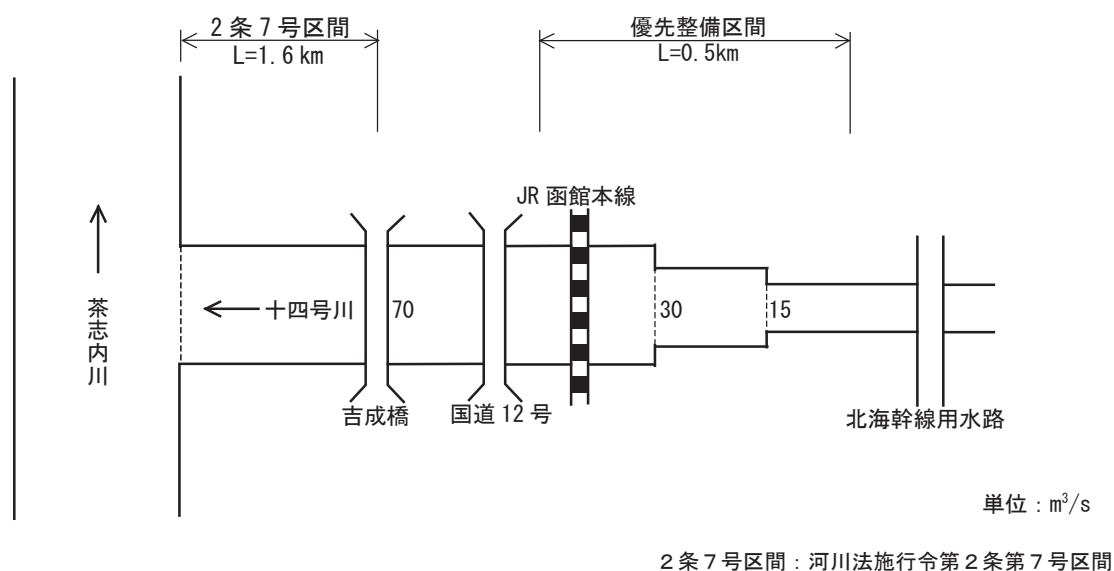 2条7号区間
L=1.6km
優先整備区間
L=0.5km
JR函館本線
茶志内川
十四号川
70
30
15
吉成橋
国道12号
北海幹線用水路
単位：m³/s
2条7号区間：河川法施行令第2条第7号区間